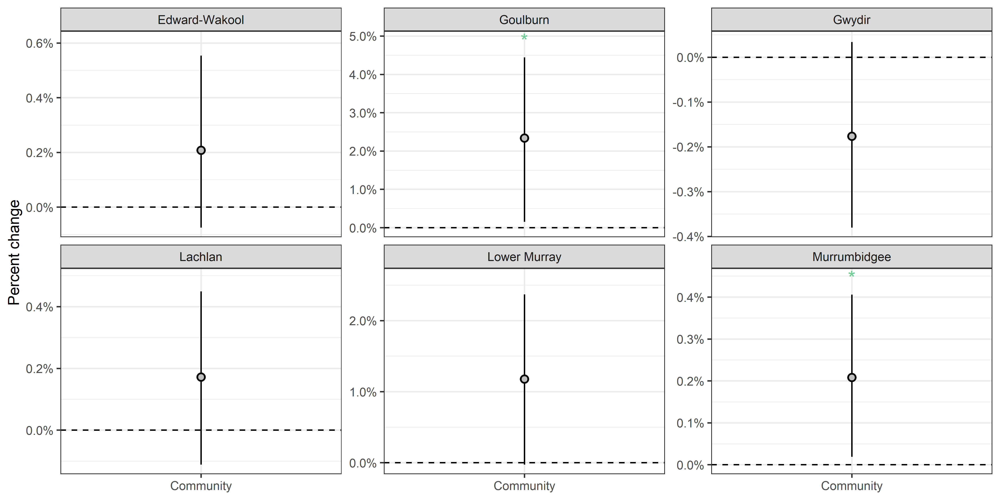 Percent change
Edward-Wakool
0.6%
0.4%
0.2%
0.0%
Goulburn
*
5.0%
4.0%
3.0%
2.0%
1.0%
0.0%
Gwydir
0.0%
-0.1%
-0.2%
-0.3%
-0.4%
Lachlan
0.4%
0.2%
0.0%
Community
Lower Murray
2.0%
1.0%
0.0%
Community
Murrumbidgee
*
0.4%
0.3%
0.2%
0.1%
0.0%
Community